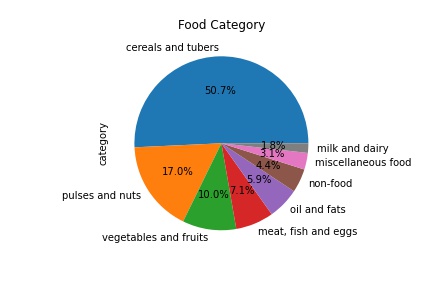 Food Category
cereals and tubers
50.7%
category
pulses and nuts
17.0%
vegetables and fruits
10.0%
meat, fish and eggs
7.1%
oil and fats
5.9%
non-food
4.4%
miscellaneous food
3.1%
milk and dairy
1.8%